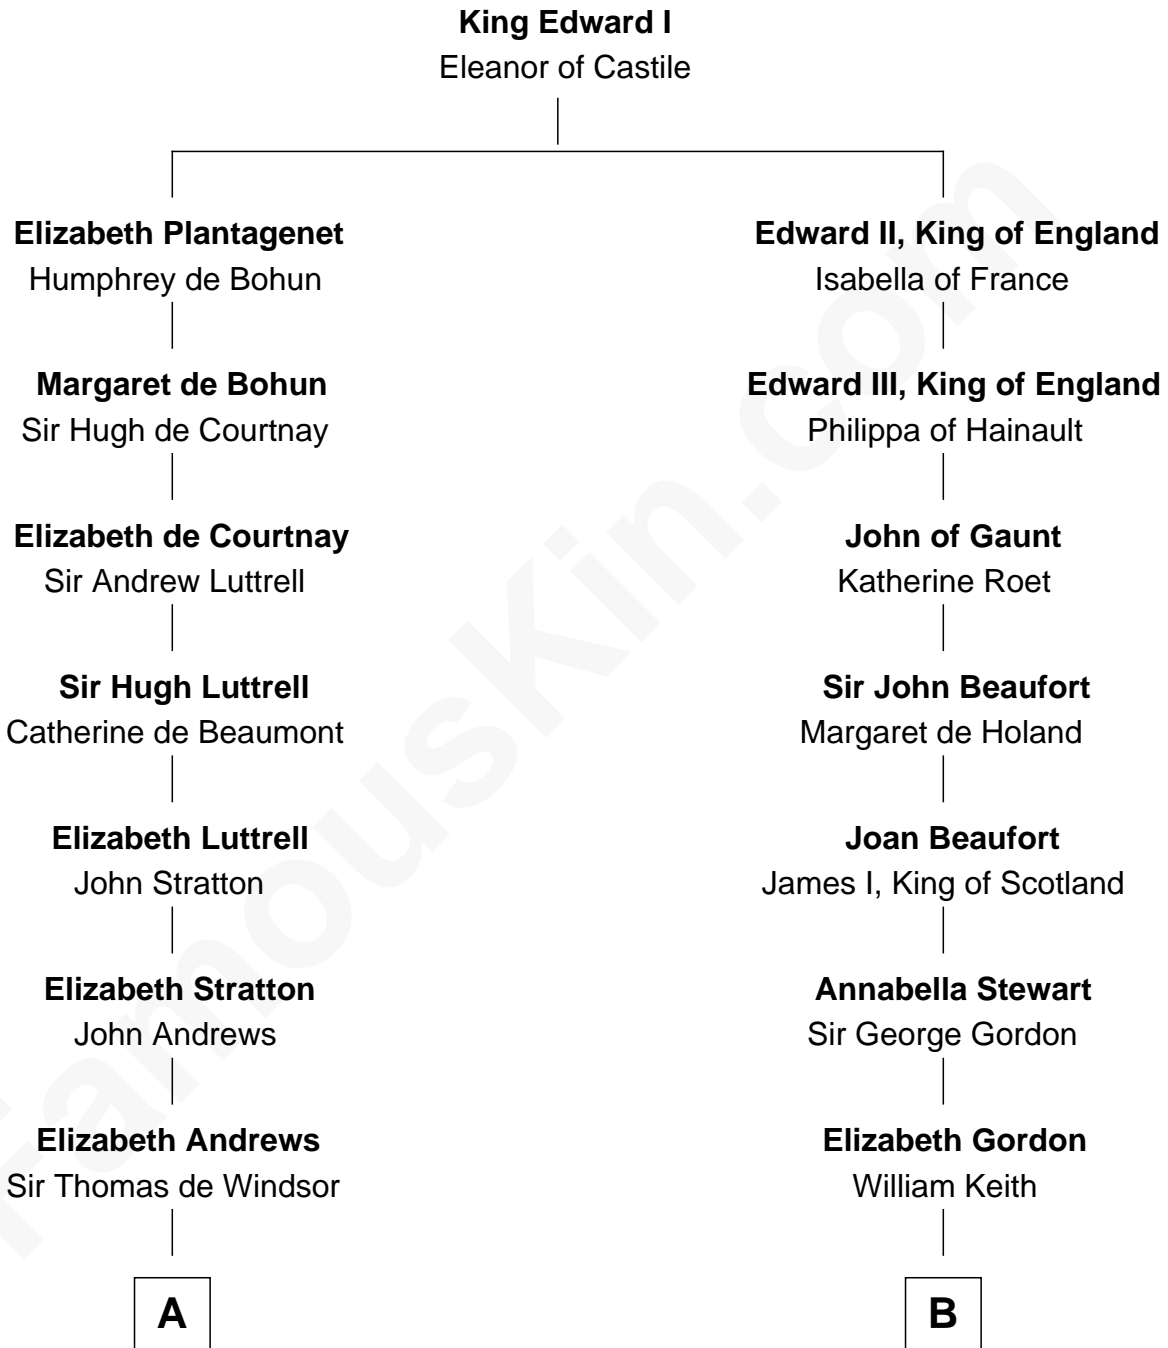 King Edward I
Eleanor of Castile
Elizabeth Plantagenet
Humphrey de Bohun
Edward II, King of England
Isabella of France
Margaret de Bohun
Sir Hugh de Courtnay
Edward III, King of England
Philippa of Hainault
Elizabeth de Courtnay
Sir Andrew Luttrell
John of Gaunt
Katherine Roet
Sir Hugh Luttrell
Catherine de Beaumont
Sir John Beaufort
Margaret de Holand
Elizabeth Luttrell
John Stratton
Joan Beaufort
James I, King of Scotland
Elizabeth Stratton
John Andrews
Annabella Stewart
Sir George Gordon
Elizabeth Andrews
Sir Thomas de Windsor
Elizabeth Gordon
William Keith
A
B
FamousKin.com